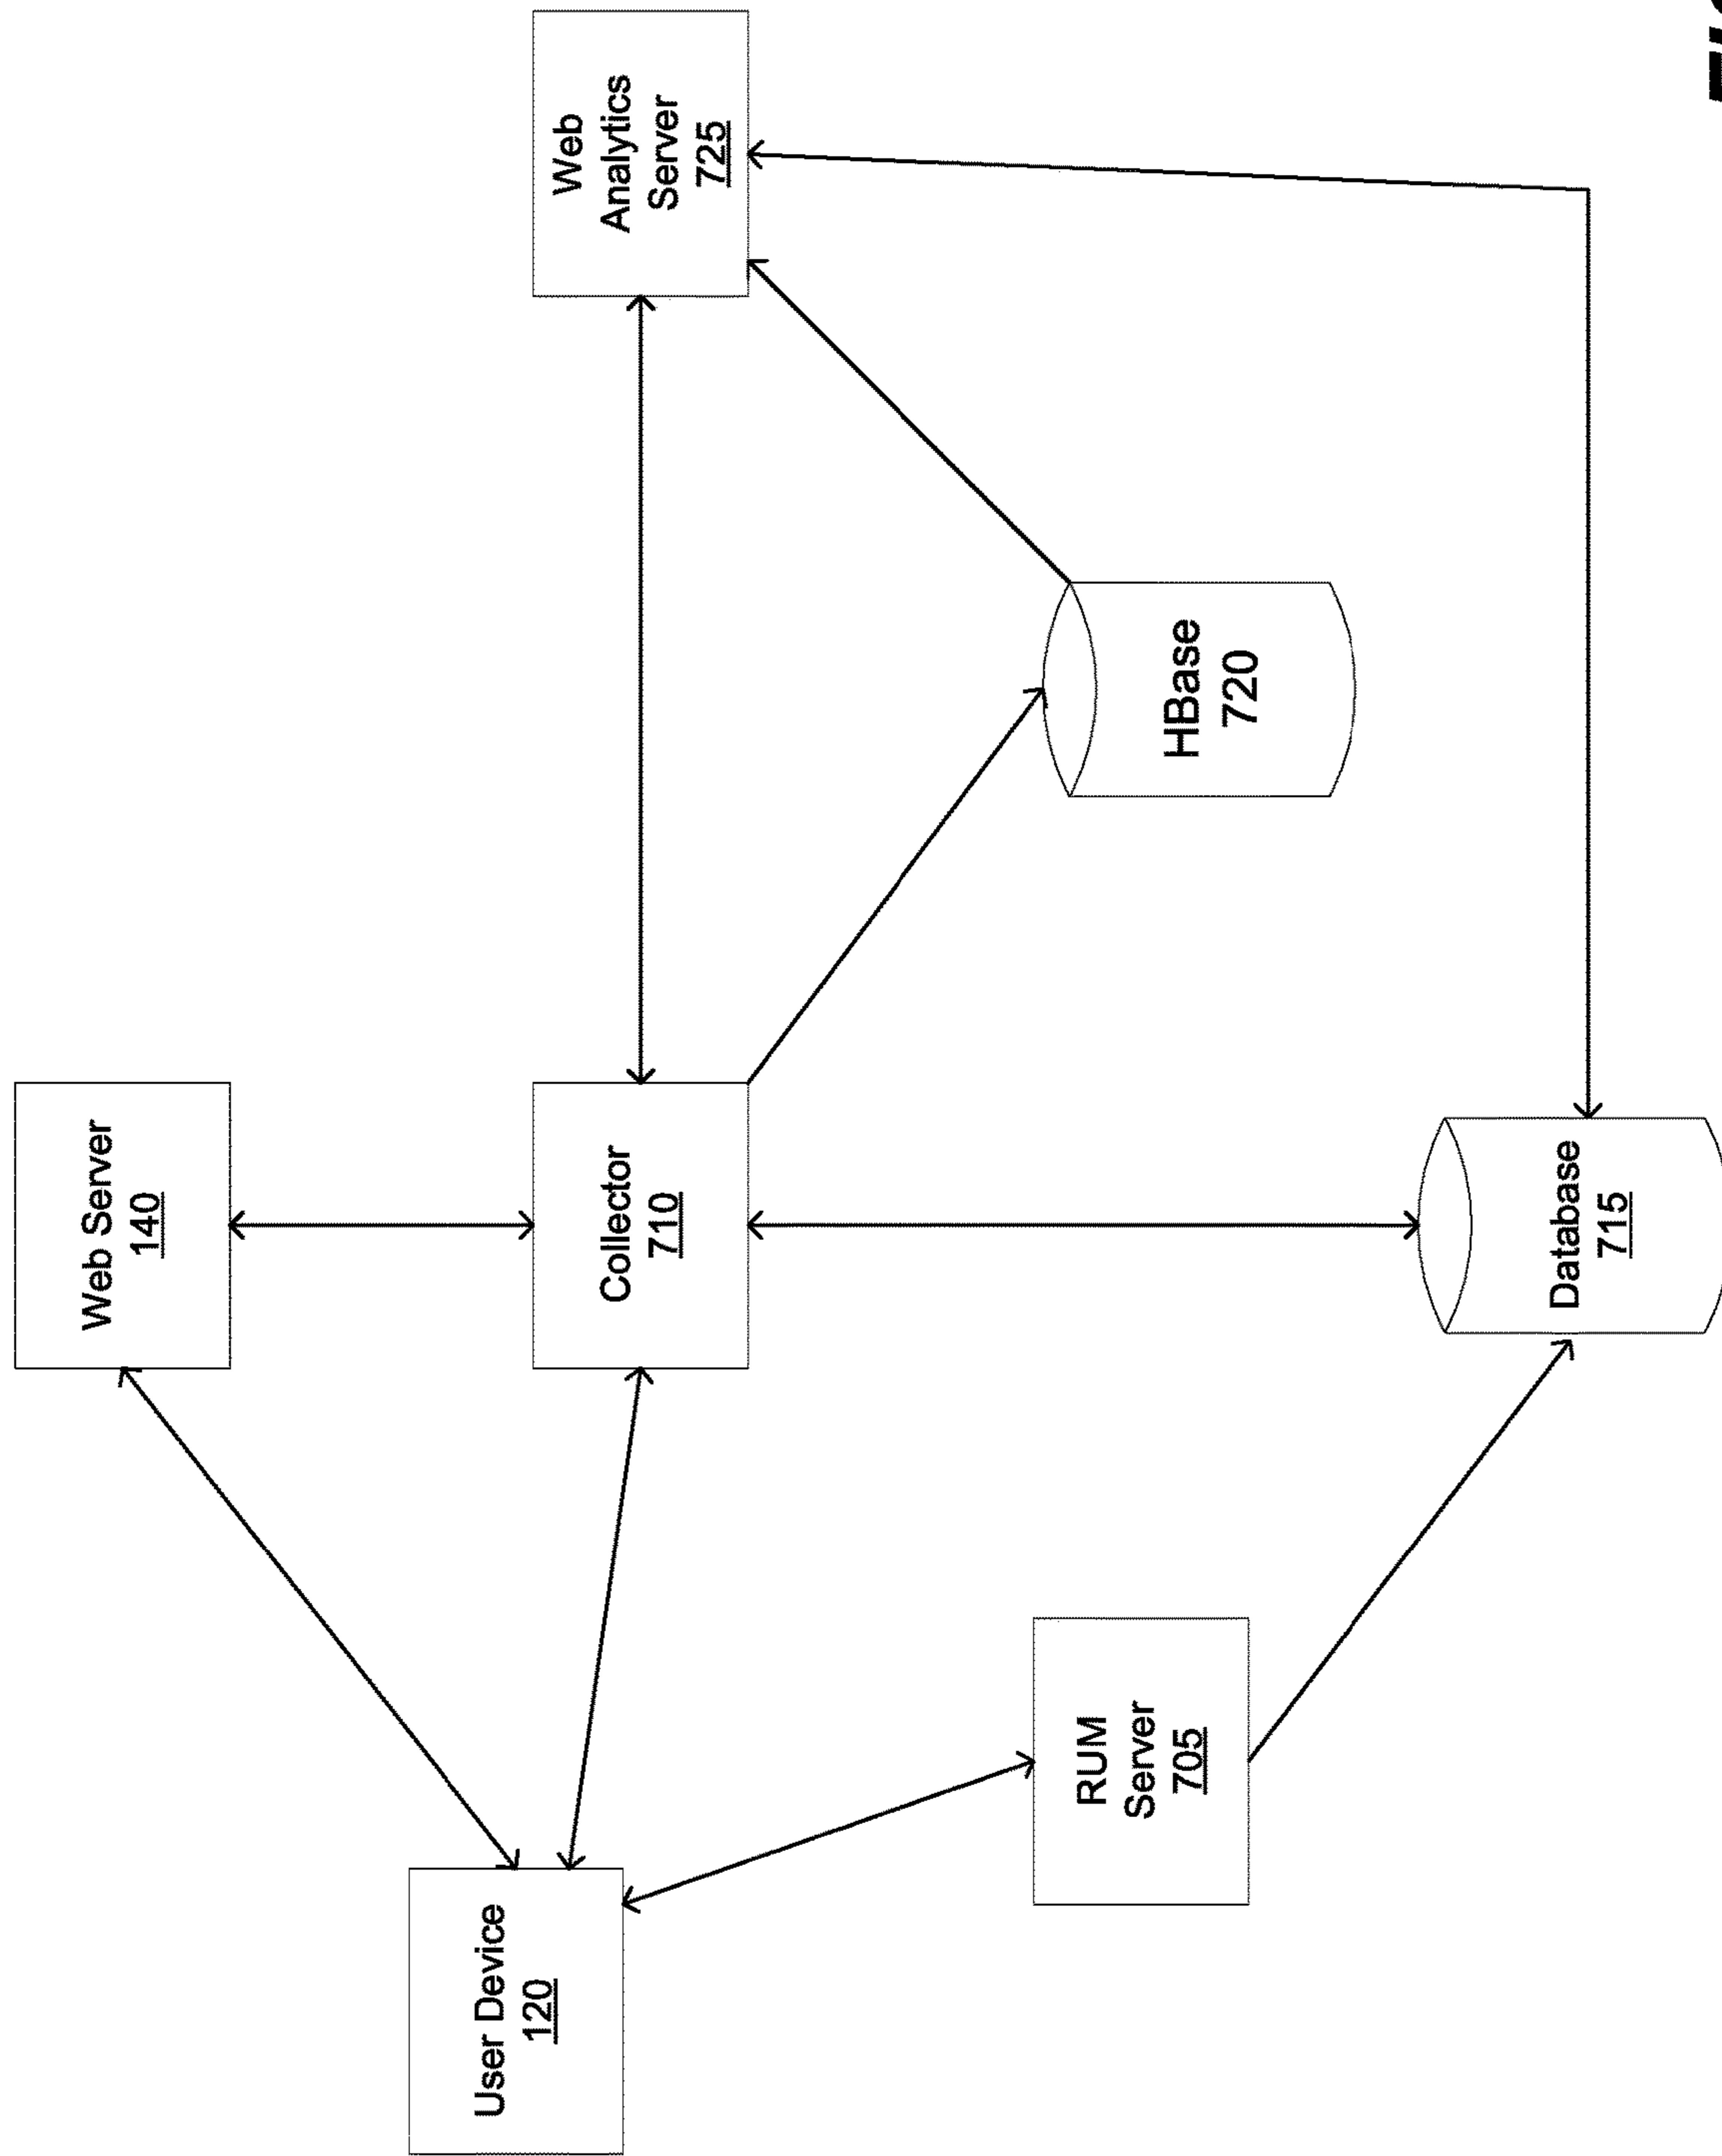 Web Server
140
User Device
120
Collector
710
Web
Analytics
Server
725
RUM
Server
705
HBase
720
Database
715